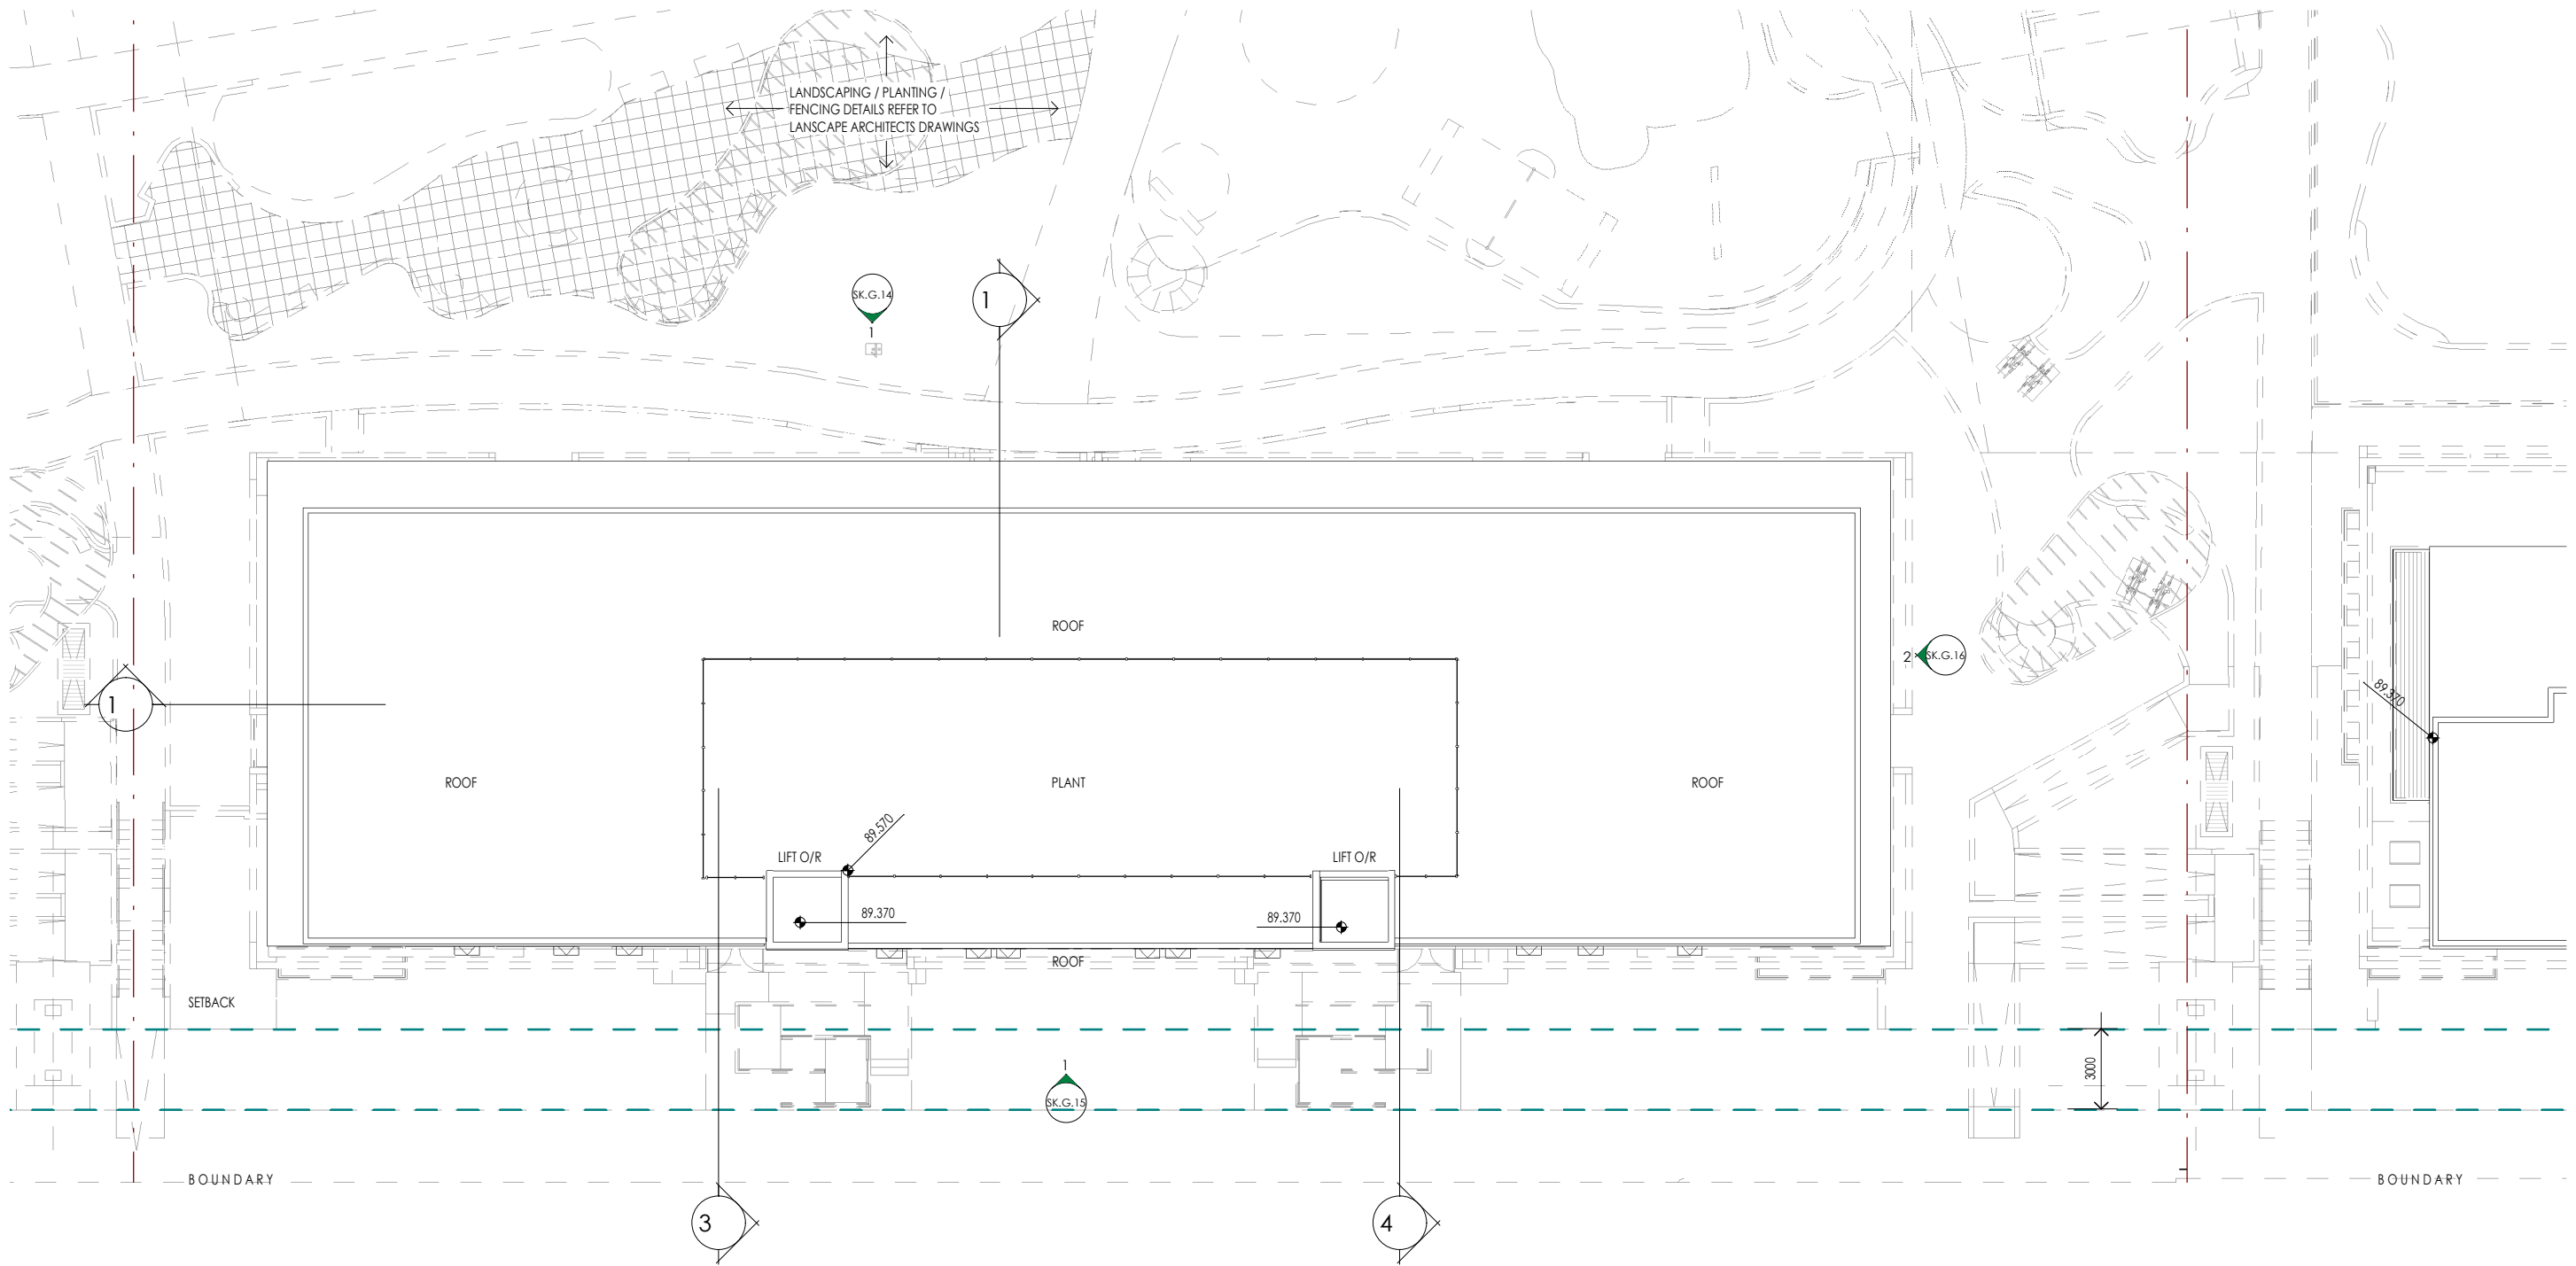 LANDSCAPING / PLANTING /
FENCING DETAILS REFER TO
LANSCAPE ARCHITECTS DRAWINGS
SK.G.14
1
1
ROOF
2
SK.G.16
89.370
1
ROOF
PLANT
ROOF
89.570
LIFT O/R
LIFT O/R
89.370
89.370
ROOF
SETBACK
1
SK.G.15
3000
BOUNDARY
BOUNDARY
3
4